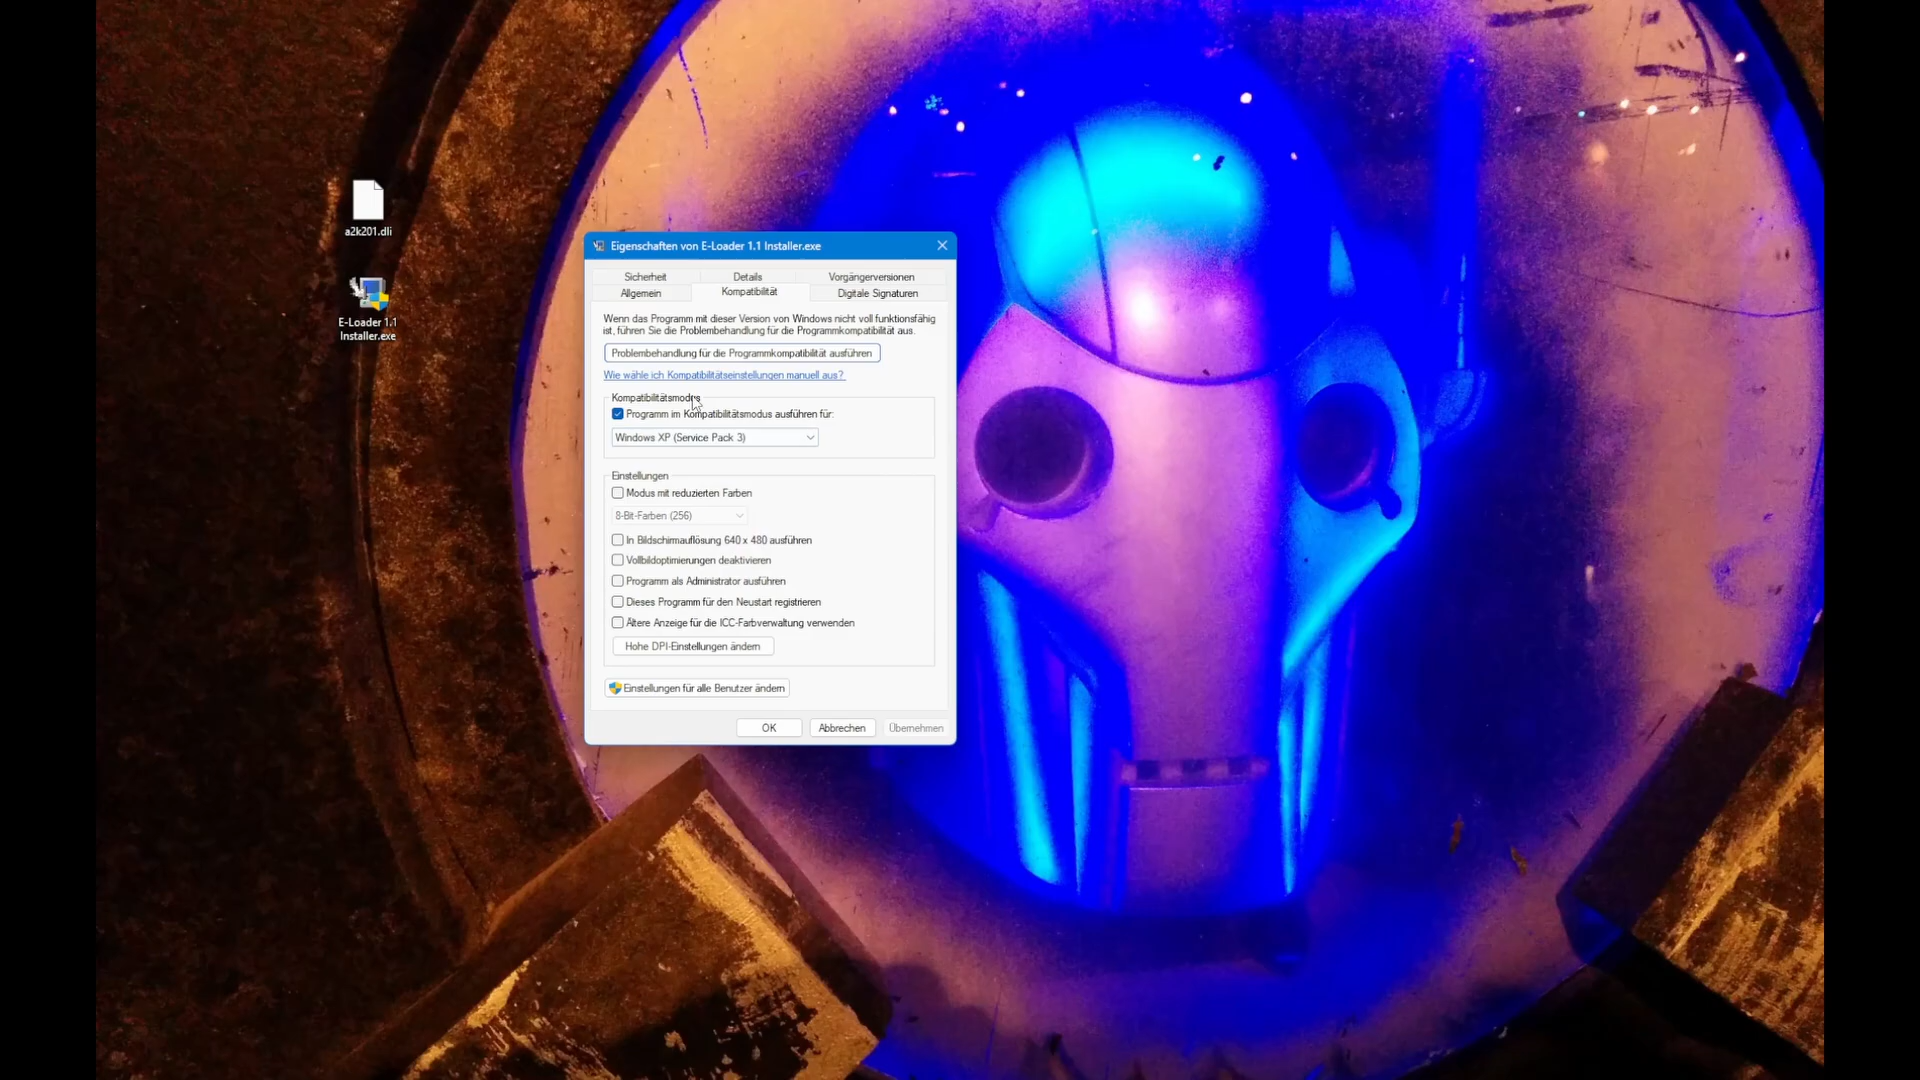 a2k201.dli
E-Loader 1.1
Installer.exe
Eigenschaften von E-Loader 1.1 Installer.exe
Sicherheit
Details
Vorgängerversionen
Allgemein
Kompatibilität
Digitale Signaturen
Wenn das Programm mit dieser Version von Windows nicht voll funktionsfähig
ist, führen Sie die Problembehandlung für die Programmkompatibilität aus.
Problembehandlung für die Programmkompatibilität ausführen
Wie wähle ich Kompatibilitätseinstellungen manuell aus?
Kompatibilitätsmodus
Programm im Kompatibilitätsmodus ausführen für:
Windows XP (Service Pack 3)
Einstellungen
Modus mit reduzierten Farben
8-Bit-Farben (256)
In Bildschirmauflösung 640 x 480 ausführen
Vollbildoptimierungen deaktivieren
Programm als Administrator ausführen
Dieses Programm für den Neustart registrieren
Ältere Anzeige für die ICC-Farbverwaltung verwenden
Hohe DPI-Einstellungen ändern
Einstellungen für alle Benutzer ändern
OK
Abbrechen
Übernehmen